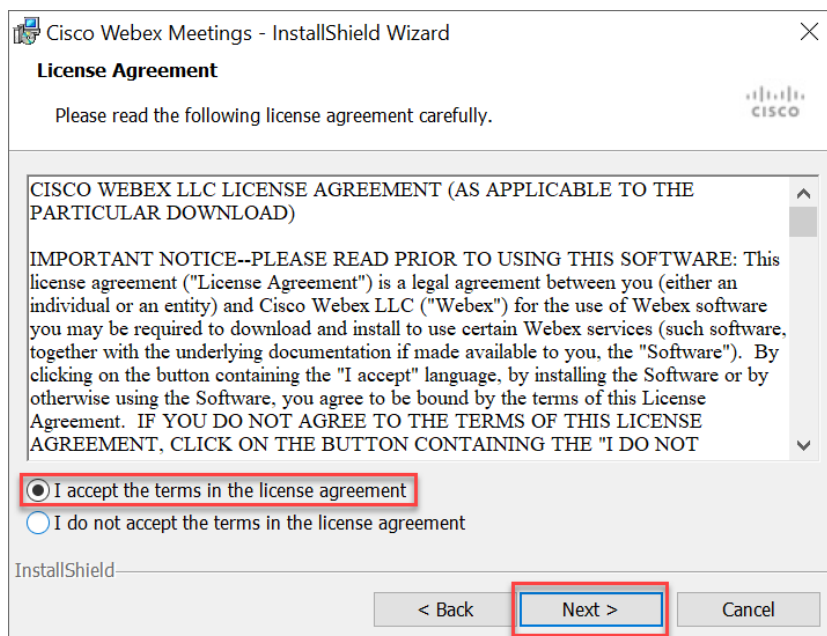 Cisco Webex Meetings - InstallShield Wizard
License Agreement
Please read the following license agreement carefully.
CISCO
CISCO WEBEX LLC LICENSE AGREEMENT (AS APPLICABLE TO THE
PARTICULAR DOWNLOAD)
IMPORTANT NOTICE--PLEASE READ PRIOR TO USING THIS SOFTWARE: This
license agreement ("License Agreement") is a legal agreement between you (either an
individual or an entity) and Cisco Webex LLC ("Webex") for the use of Webex software
you may be required to download and install to use certain Webex services (such software,
together with the underlying documentation if made available to you, the "Software"). By
clicking on the button containing the "I accept" language, by installing the Software or by
otherwise using the Software, you agree to be bound by the terms of this License
Agreement. IF YOU DO NOT AGREE TO THE TERMS OF THIS LICENSE
AGREEMENT, CLICK ON THE BUTTON CONTAINING THE "I DO NOT
I accept the terms in the license agreement
I do not accept the terms in the license agreement
InstallShield
< Back Next > Cancel